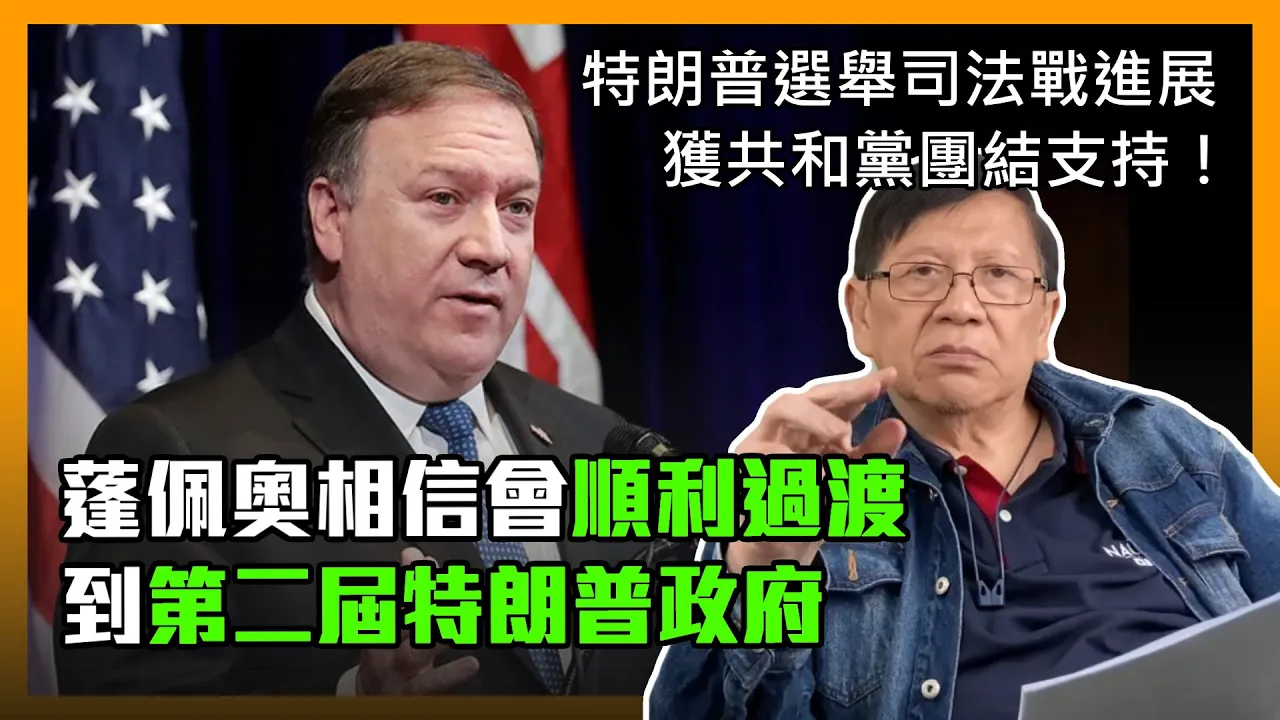 特朗普選舉司法戰進展
獲共和黨團結支持！
蓬佩奧相信會順利過渡
到第二屆特朗普政府